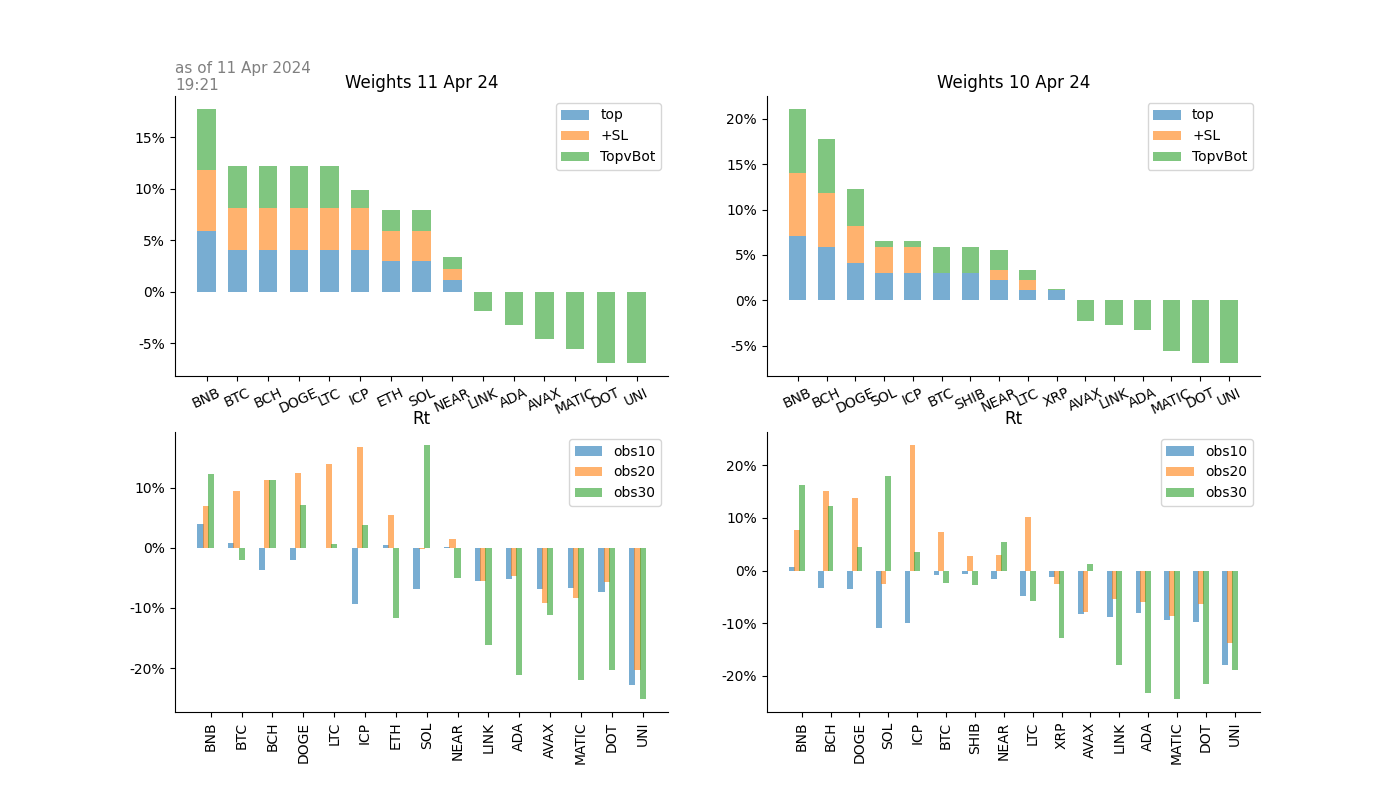 as of 11 Apr 2024
19:21
Weights 11 Apr 24
top
+SL
TopvBot
15%
10%
5%
0%
-5%
BNB BTC BCH DOGE LTC ICP ETH SOL NEAR LINK ADA AVAX MATIC DOT UNI
Weights 10 Apr 24
top
+SL
TopvBot
20%
15%
10%
5%
0%
-5%
BNB BCH DOGE SOL ICP BTC SHIB NEAR LTC XRP AVAX LINK ADA MATIC DOT UNI
Rt
obs10
obs20
obs30
10%
0%
-10%
-20%
BNB BTC BCH DOGE LTC ICP ETH SOL NEAR LINK ADA AVAX MATIC DOT UNI
Rt
obs10
obs20
obs30
20%
10%
0%
-10%
-20%
BNB BCH DOGE SOL ICP BTC SHIB NEAR LTC XRP AVAX LINK ADA MATIC DOT UNI